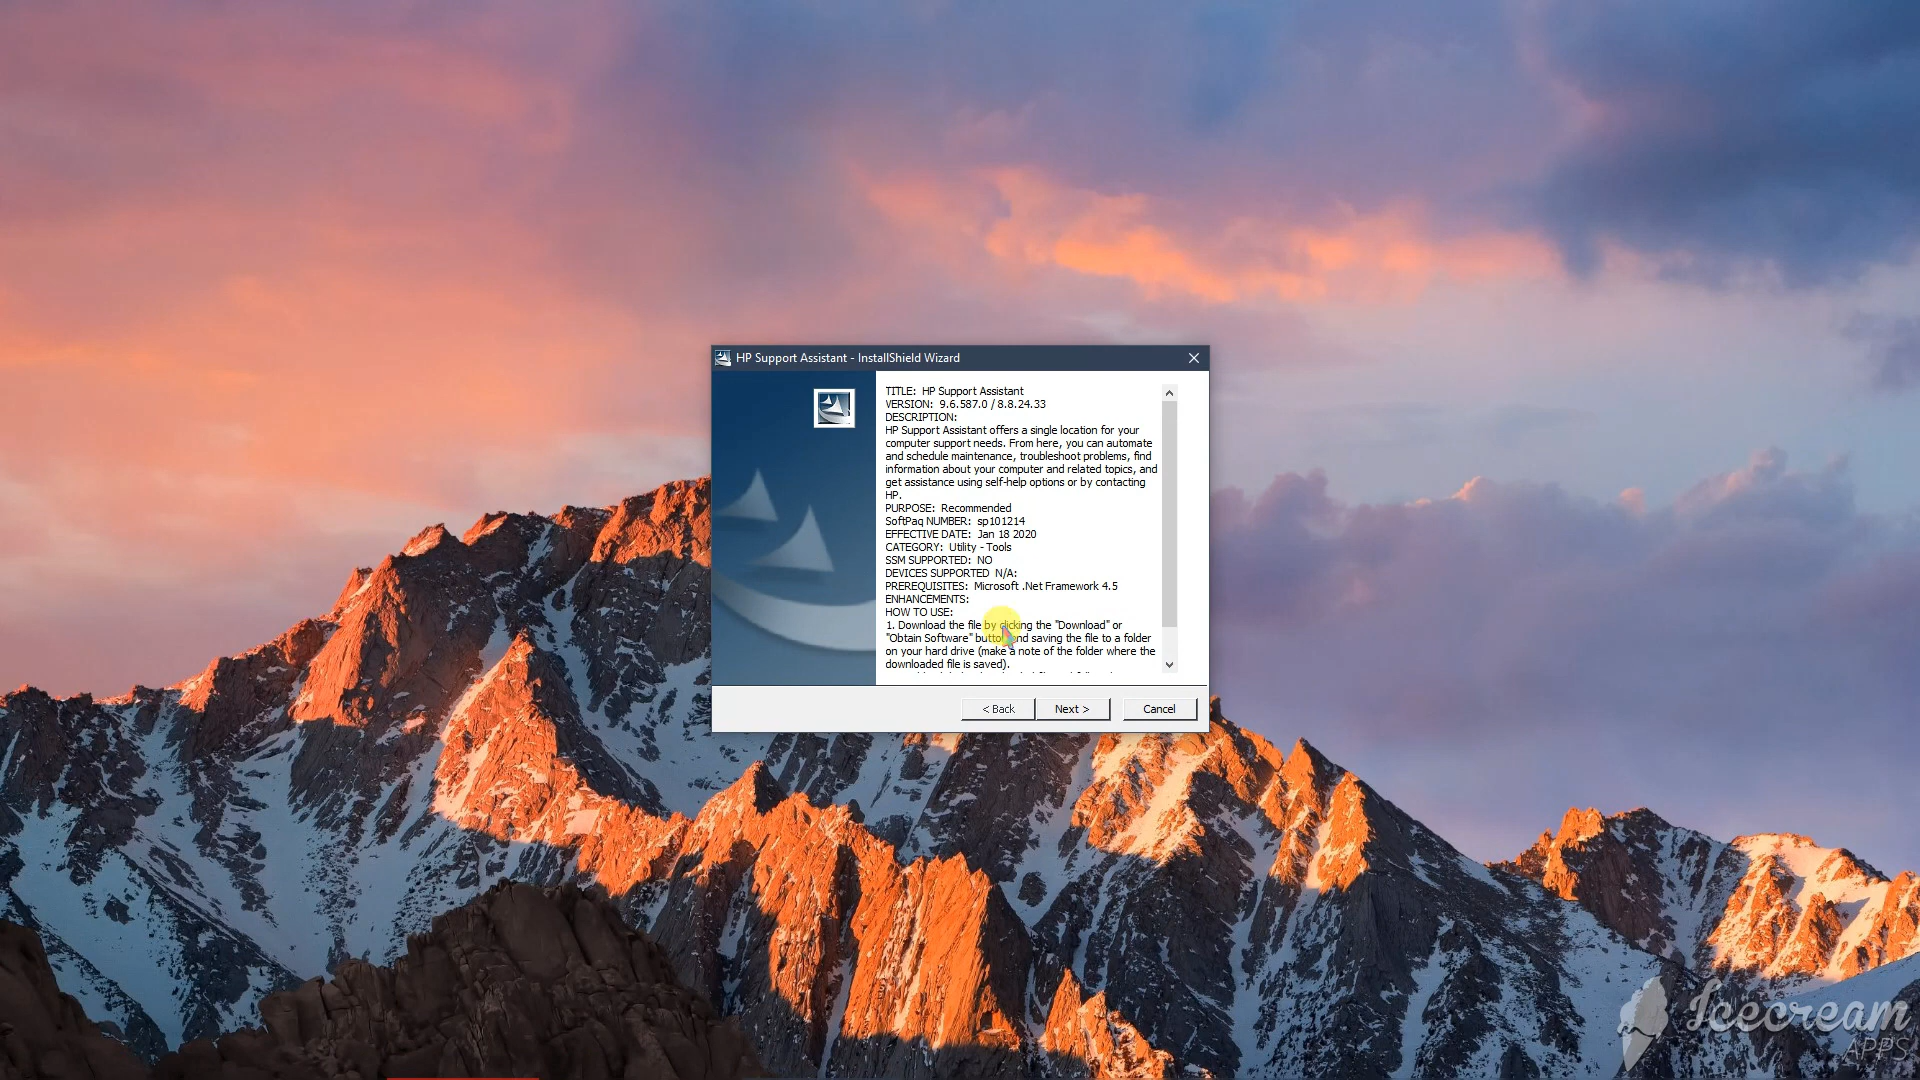 HP Support Assistant - InstallShield Wizard
TITLE: HP Support Assistant
VERSION: 9.6.587.0 / 8.8.24.33
DESCRIPTION:
HP Support Assistant offers a single location for your
computer support needs. From here, you can automate
and schedule maintenance, troubleshoot problems, find
information about your computer and related topics, and
get assistance using self-help options or by contacting
HP.
PURPOSE: Recommended
SoftPaq NUMBER: sp101214
EFFECTIVE DATE: Jan 18 2020
CATEGORY: Utility - Tools
SSM SUPPORTED: NO
DEVICES SUPPORTED N/A:
PREREQUISITES: Microsoft .Net Framework 4.5
ENHANCEMENTS:
HOW TO USE:
1. Download the file by clicking the "Download" or
"Obtain Software" button and saving the file to a folder
on your hard drive (make a note of the folder where the
downloaded file is saved).
< Back
Next >
Cancel
Icecream
APPS